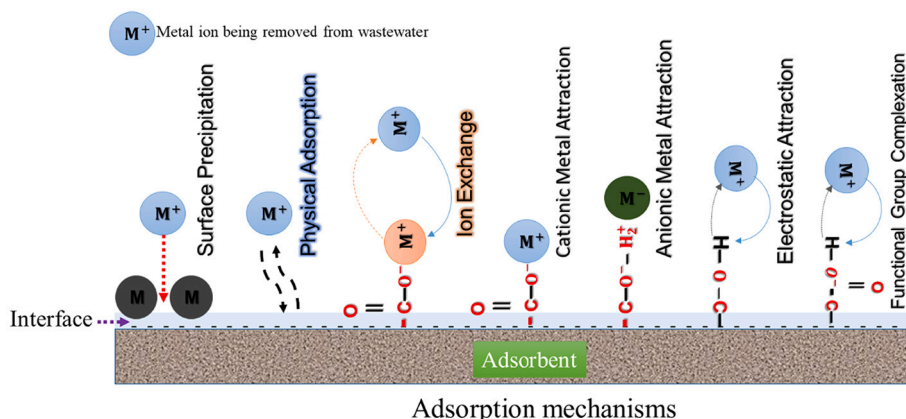 M+
Metal ion being removed from wastewater
M+
Surface Precipitation
M
M
M+
Physical Adsorption
M+
M+
Ion Exchange
O=C-O-
M+
Cationic Metal Attraction
O=C-O-
M−
Anionic Metal Attraction
-C-O-−H2+
M+
Electrostatic Attraction
C-O-H
M+
Functional Group Complexation
C-O-H
=O
Interface
Adsorbent
Adsorption mechanisms